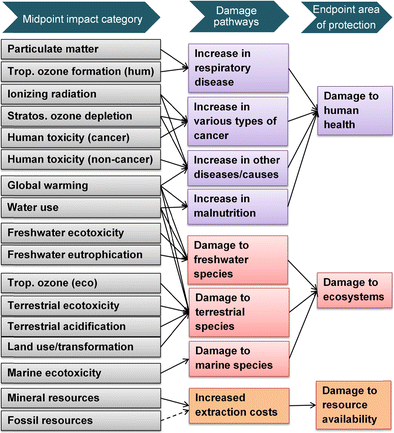 Midpoint impact category
Damage
pathways
Endpoint area
of protection
Particulate matter
Trop. ozone formation (hum)
Ionizing radiation
Stratos. ozone depletion
Human toxicity (cancer)
Human toxicity (non-cancer)
Global warming
Water use
Freshwater ecotoxicity
Freshwater eutrophication
Trop. ozone (eco)
Terrestrial ecotoxicity
Terrestrial acidification
Land use/transformation
Marine ecotoxicity
Mineral resources
Fossil resources
Increase in
respiratory
disease
Increase in
various types of
cancer
Increase in other
diseases/causes
Increase in
malnutrition
Damage to
freshwater
species
Damage to
terrestrial
species
Damage to
marine species
Increased
extraction costs
Damage to
human
health
Damage to
ecosystems
Damage to
resource
availability